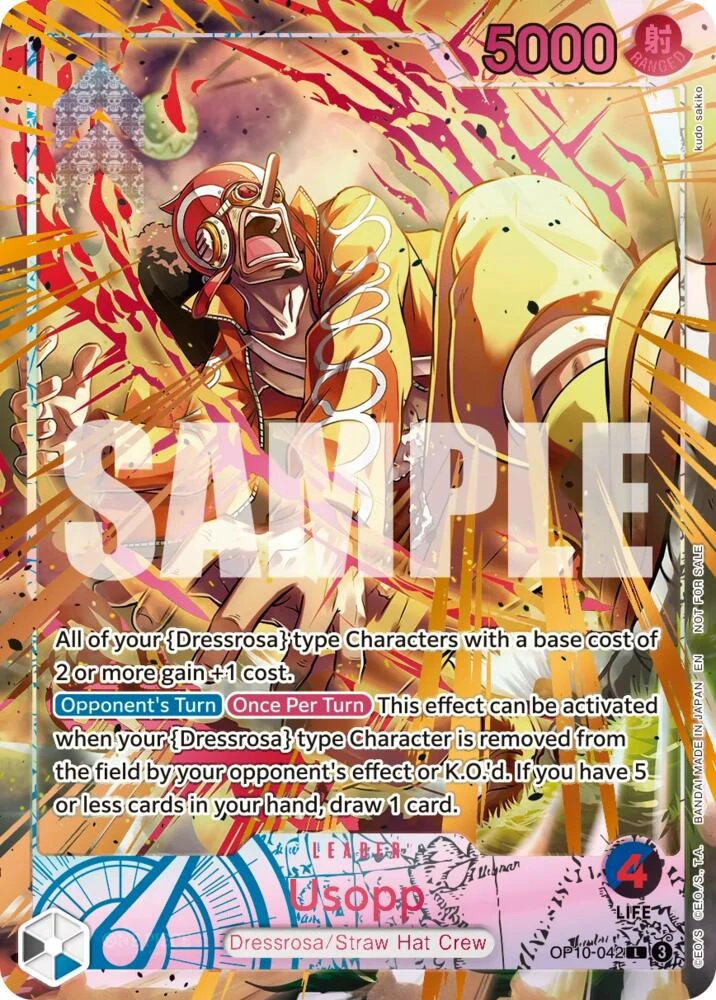 5000
射
RANGED
kudo sakiko
SAMPLE
All of your {Dressrosa} type Characters with a base cost of
2 or more gain +1 cost.
Opponent's Turn Once Per Turn This effect can be activated
when your {Dressrosa} type Character is removed from
the field by your opponent's effect or K.O.'d. If you have 5
or less cards in your hand, draw 1 card.
LEADER
Usopp
Dressrosa/Straw Hat Crew
4
LIFE
OP10-042 L 3
©E.O/S ©E.O./S., T.A. BANDAI MADE IN JAPAN EN NOT FOR SALE